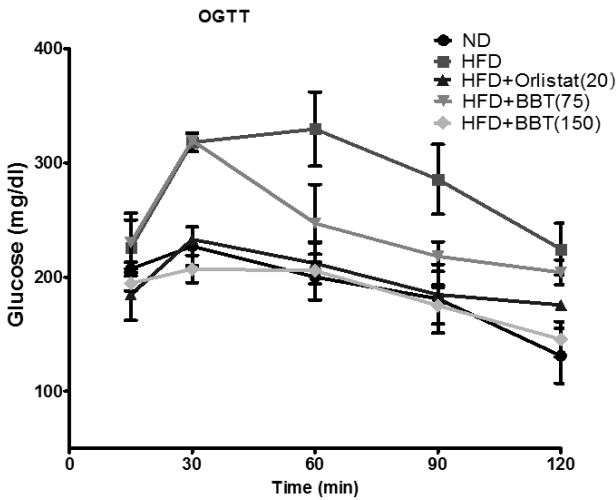 OGTT
ND
HFD
HFD+Orlistat(20)
HFD+BBT(75)
HFD+BBT(150)
Glucose (mg/dl)
400
300
200
100
0
30
60
90
120
Time (min)